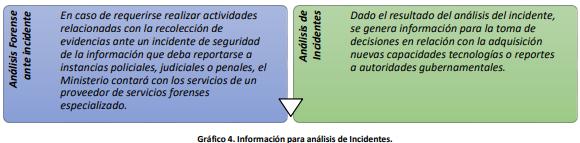 Análisis Forense
ante incidente
En caso de requerirse realizar actividades
relacionadas con la recolección de
evidencias ante un incidente de seguridad
de la información que deba reportarse a
instancias policiales, judiciales o penales, el
Ministerio contará con los servicios de un
proveedor de servicios forenses
especializado.
Análisis de
Incidentes
Dado el resultado del análisis del incidente,
se genera información para la toma de
decisiones en relación con la adquisición
nuevas capacidades tecnologías o reportes
a autoridades gubernamentales.
Gráfico 4. Información para análisis de Incidentes.